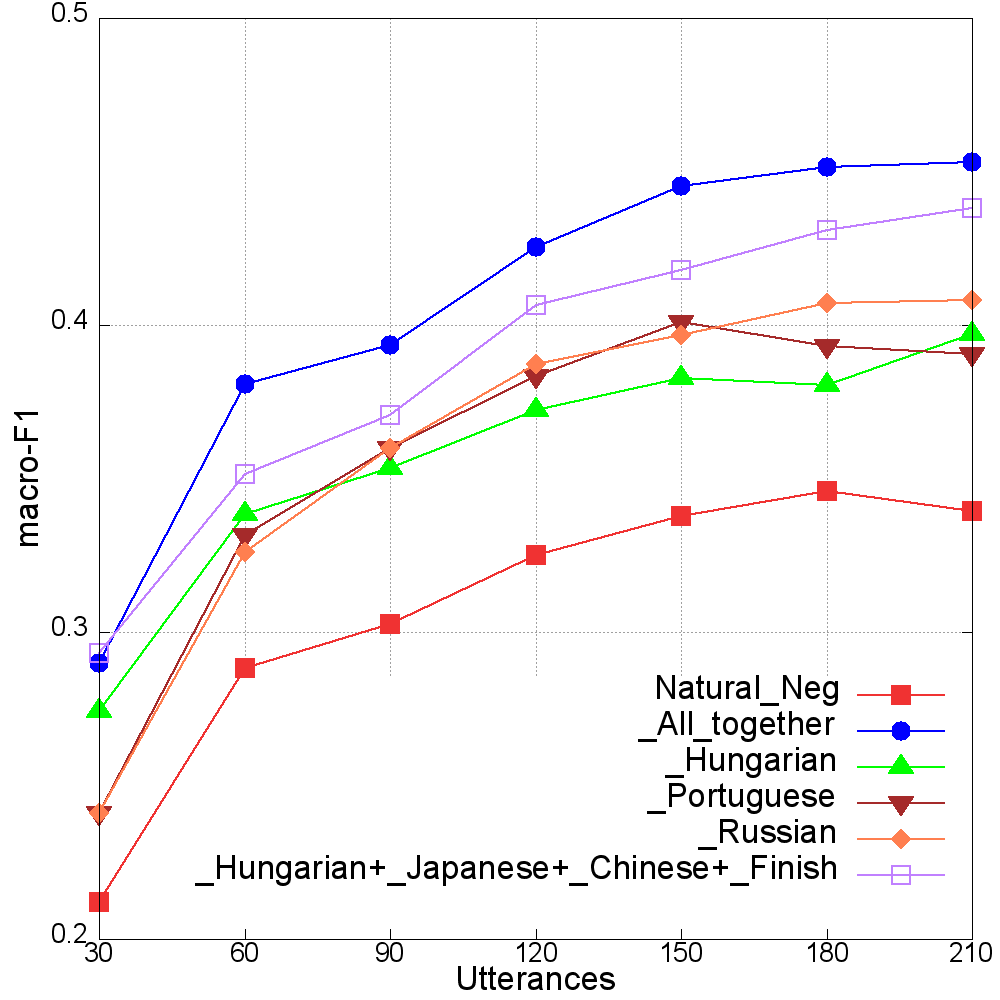 0.5
0.4
0.3
0.2
macro-F1
Natural_Neg
_All_together
_Hungarian
_Portuguese
_Russian
_Hungarian+_Japanese+_Chinese+_Finish
30 60 90 120 150 180 210
Utterances